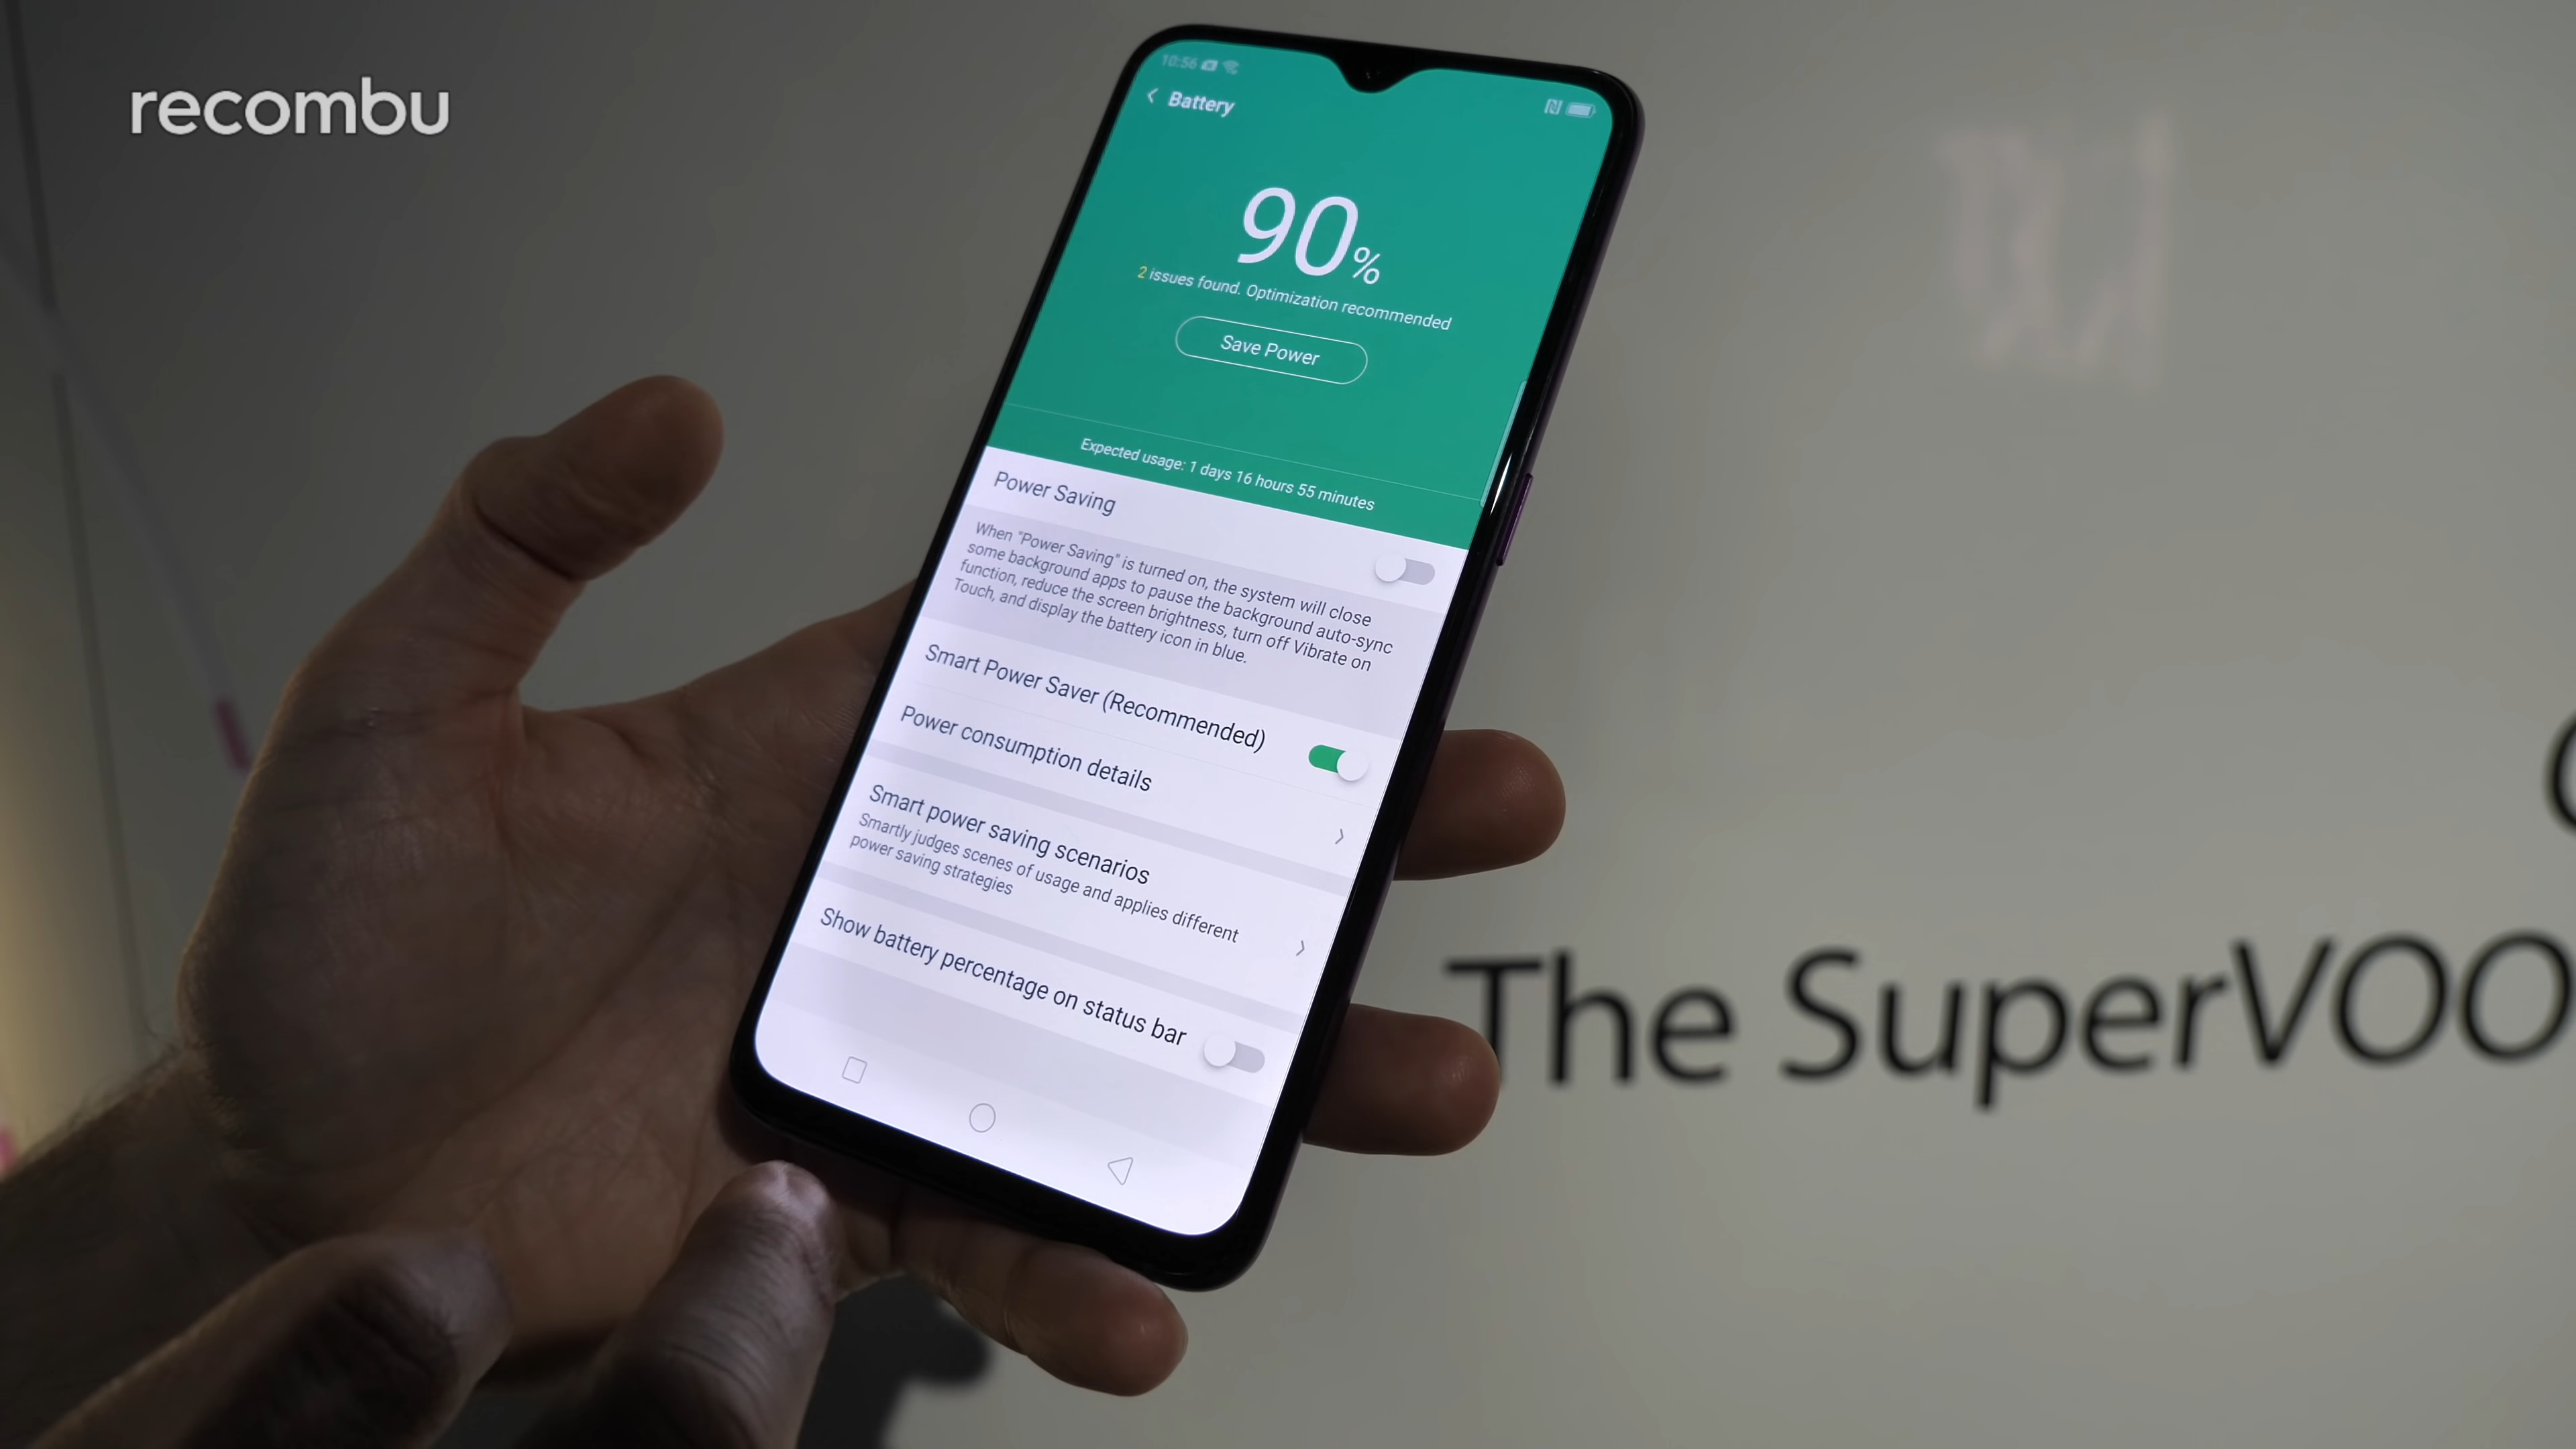 recombu
10:56
Battery
90%
2 issues found. Optimization recommended
Save Power
Expected usage: 1 days 16 hours 55 minutes
Power Saving
When "Power Saving" is turned on, the system will close
some background apps to pause the background auto-sync
function, reduce the screen brightness, turn off Vibrate on
Touch, and display the battery icon in blue.
Smart Power Saver (Recommended)
Power consumption details
Smart power saving scenarios
Smartly judges scenes of usage and applies different
power saving strategies
Show battery percentage on status bar
The SuperVOO